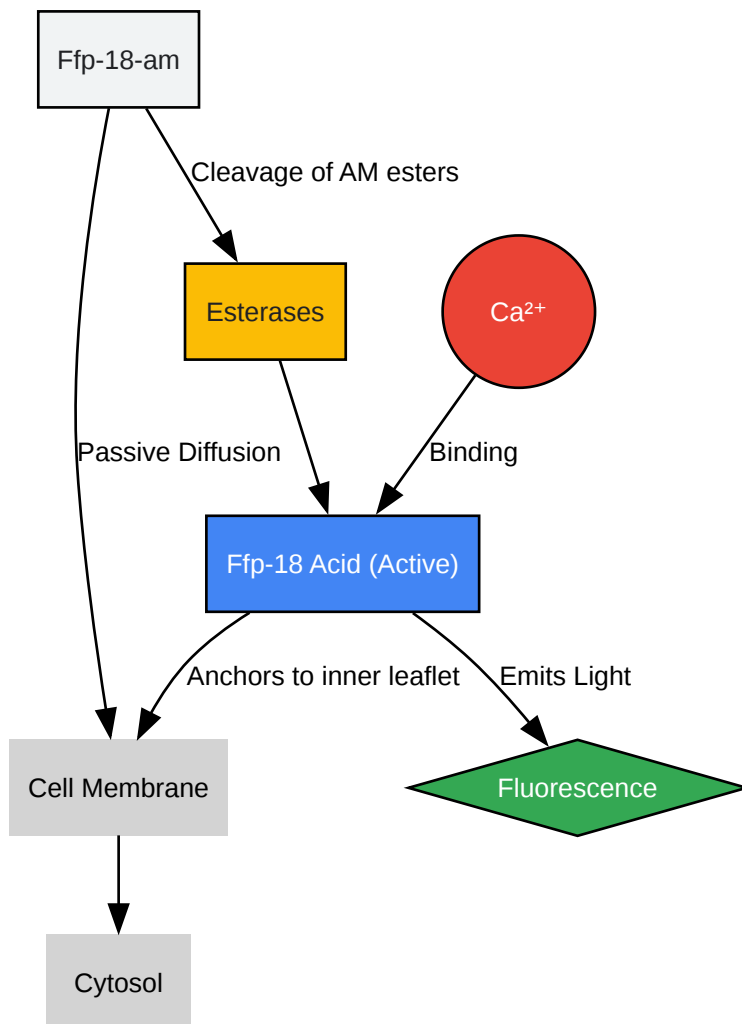 Ffp-18-am
Cleavage of AM esters
Esterases
Ca²⁺
Passive Diffusion
Binding
Ffp-18 Acid (Active)
Anchors to inner leaflet
Emits Light
Cell Membrane
Fluorescence
Cytosol